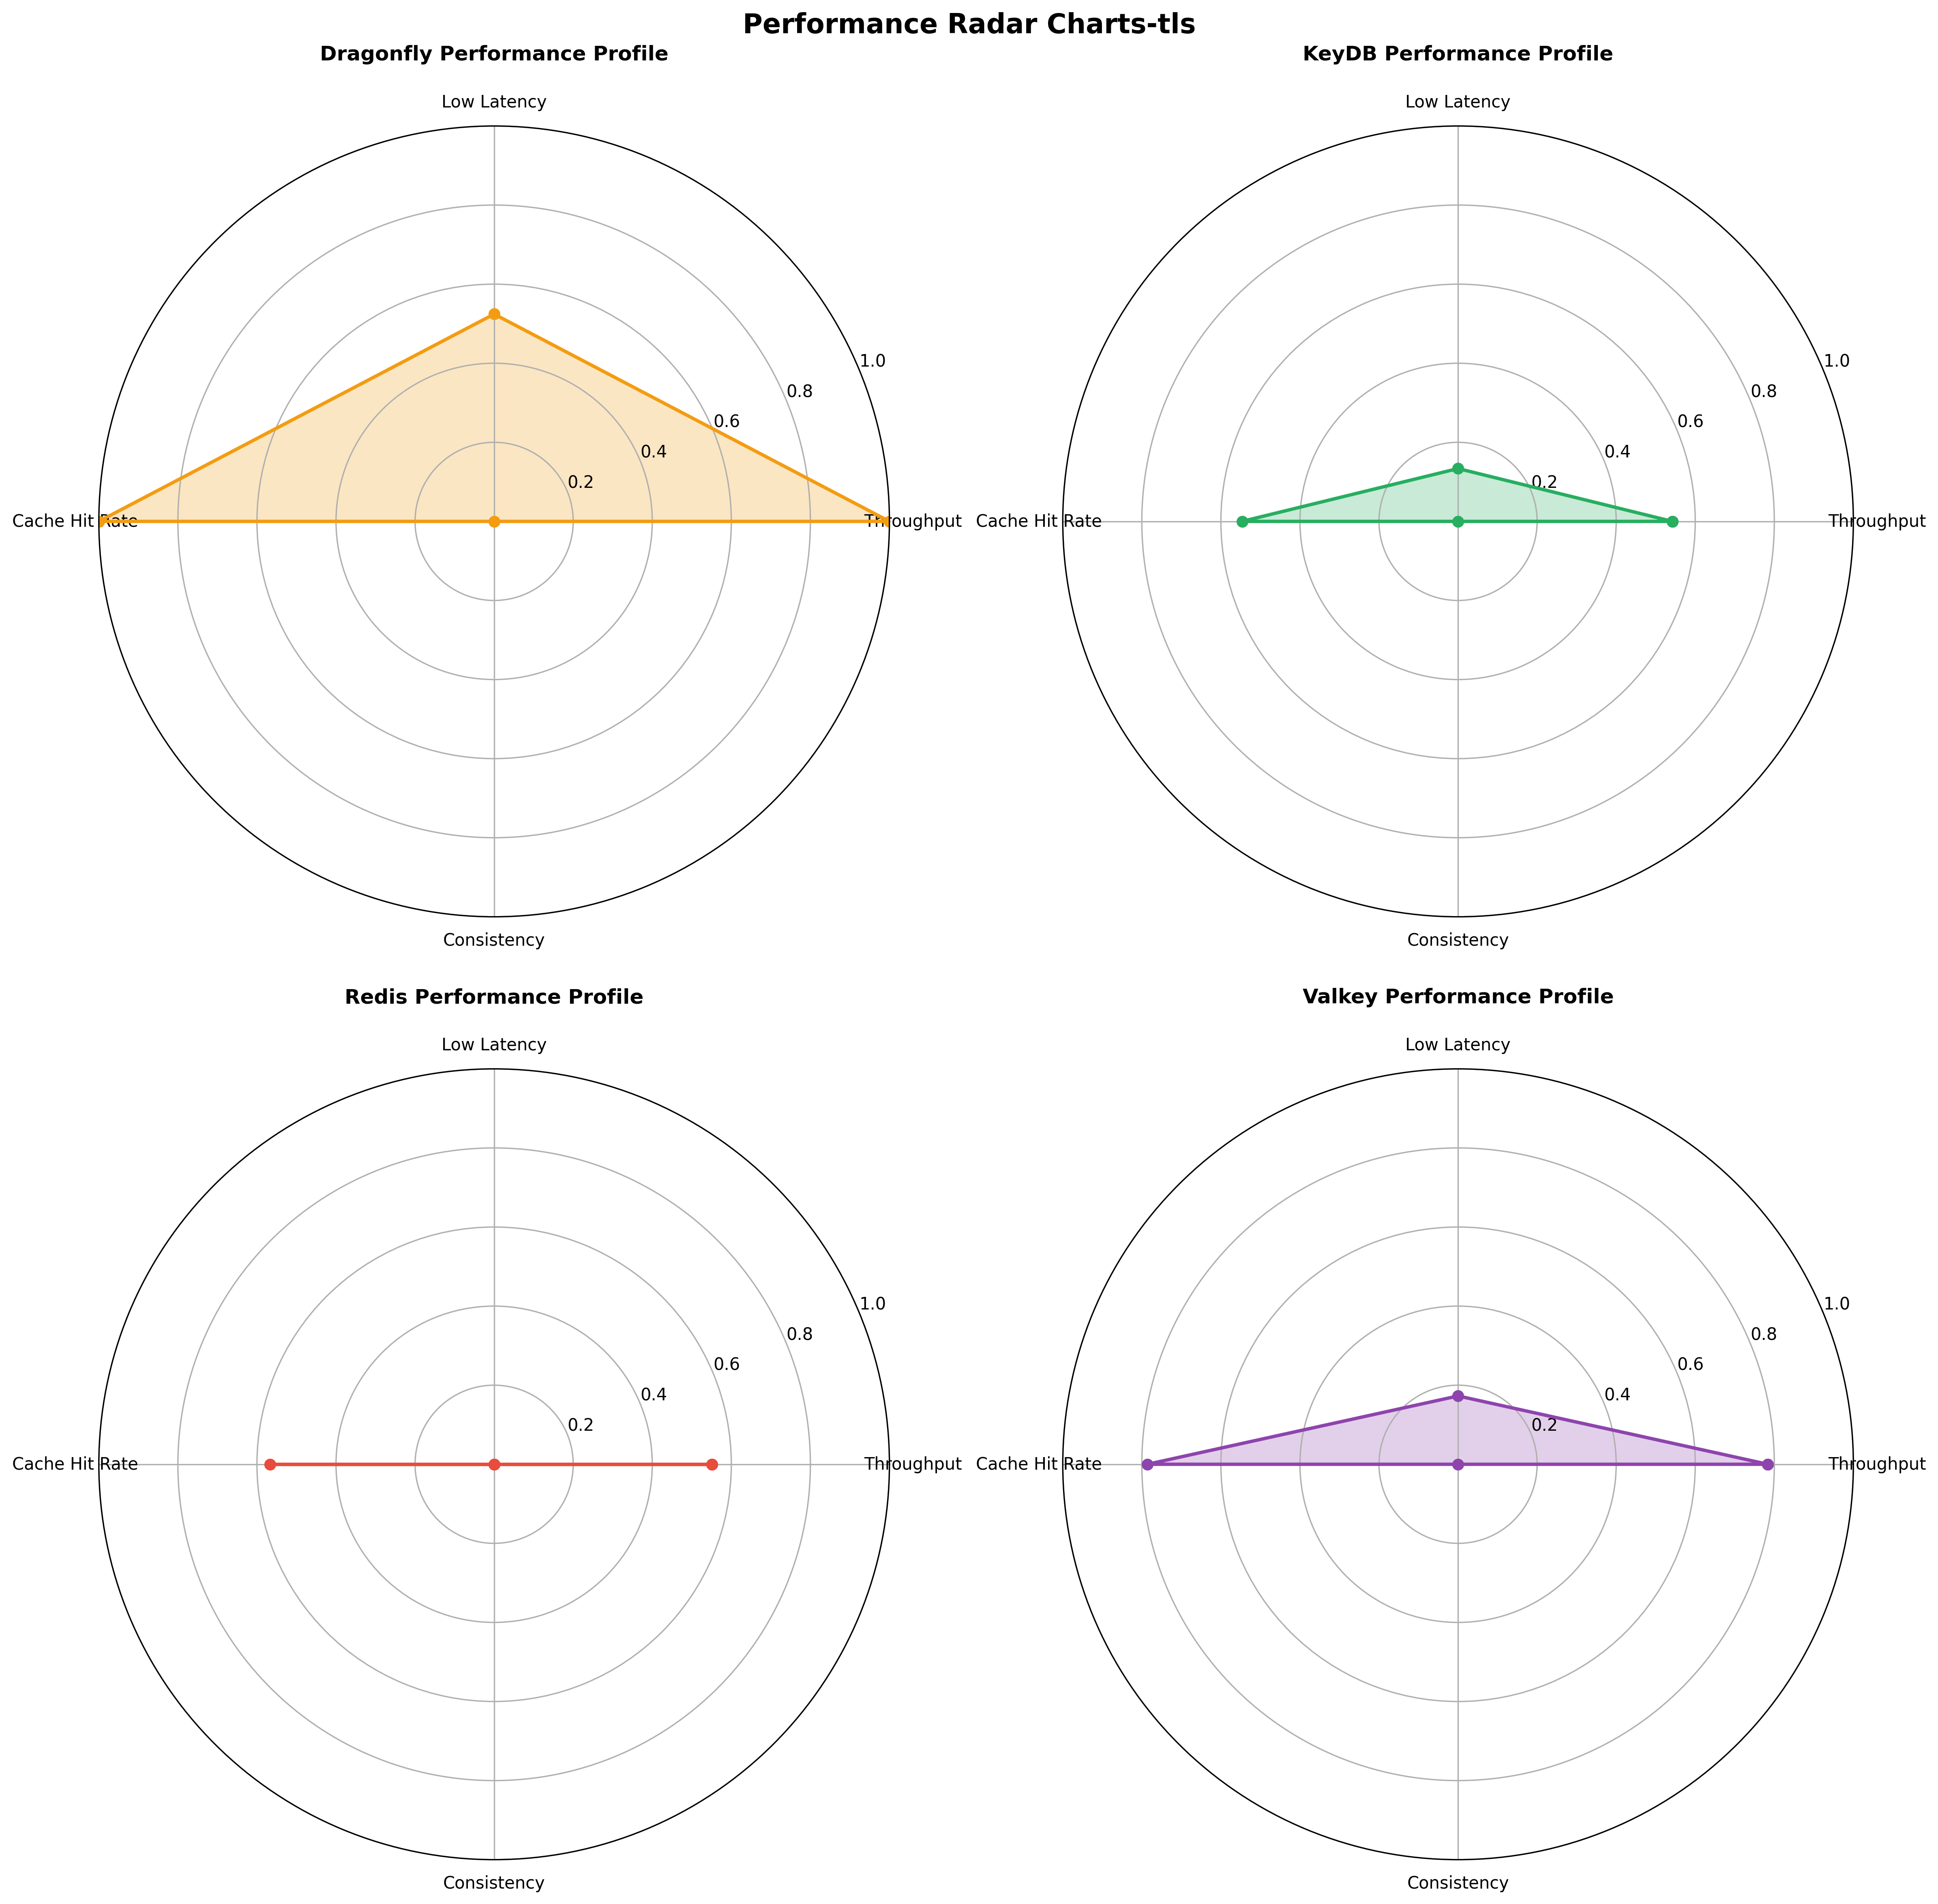 Performance Radar Charts-tls
Dragonfly Performance Profile
Low Latency
1.0
0.8
0.6
0.4
0.2
Cache Hit Rate
Throughput
Consistency
KeyDB Performance Profile
Low Latency
1.0
0.8
0.6
0.4
0.2
Cache Hit Rate
Throughput
Consistency
Redis Performance Profile
Low Latency
1.0
0.8
0.6
0.4
0.2
Cache Hit Rate
Throughput
Consistency
Valkey Performance Profile
Low Latency
1.0
0.8
0.6
0.4
0.2
Cache Hit Rate
Throughput
Consistency